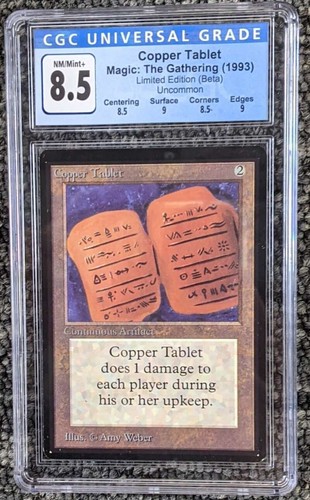 CGC UNIVERSAL GRADE
NM/Mint+
8.5
Copper Tablet
Magic: The Gathering (1993)
Limited Edition (Beta)
Uncommon
Centering Surface Corners Edges
8.5 9 8.5 9
Copper Tablet 2
Continuous Artifact
Copper Tablet
does 1 damage to
each player during
his or her upkeep.
Illus. © Amy Weber